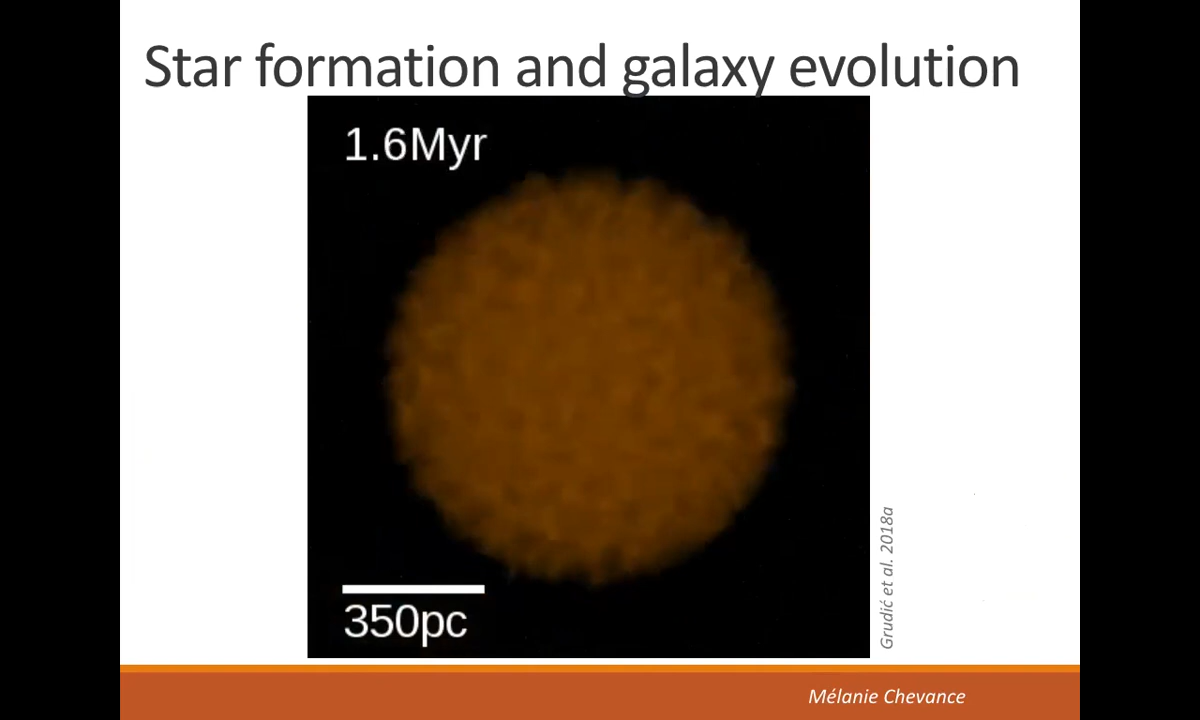 Star formation and galaxy evolution
1.6Myr
350pc
Grudić et al. 2018a
Mélanie Chevance